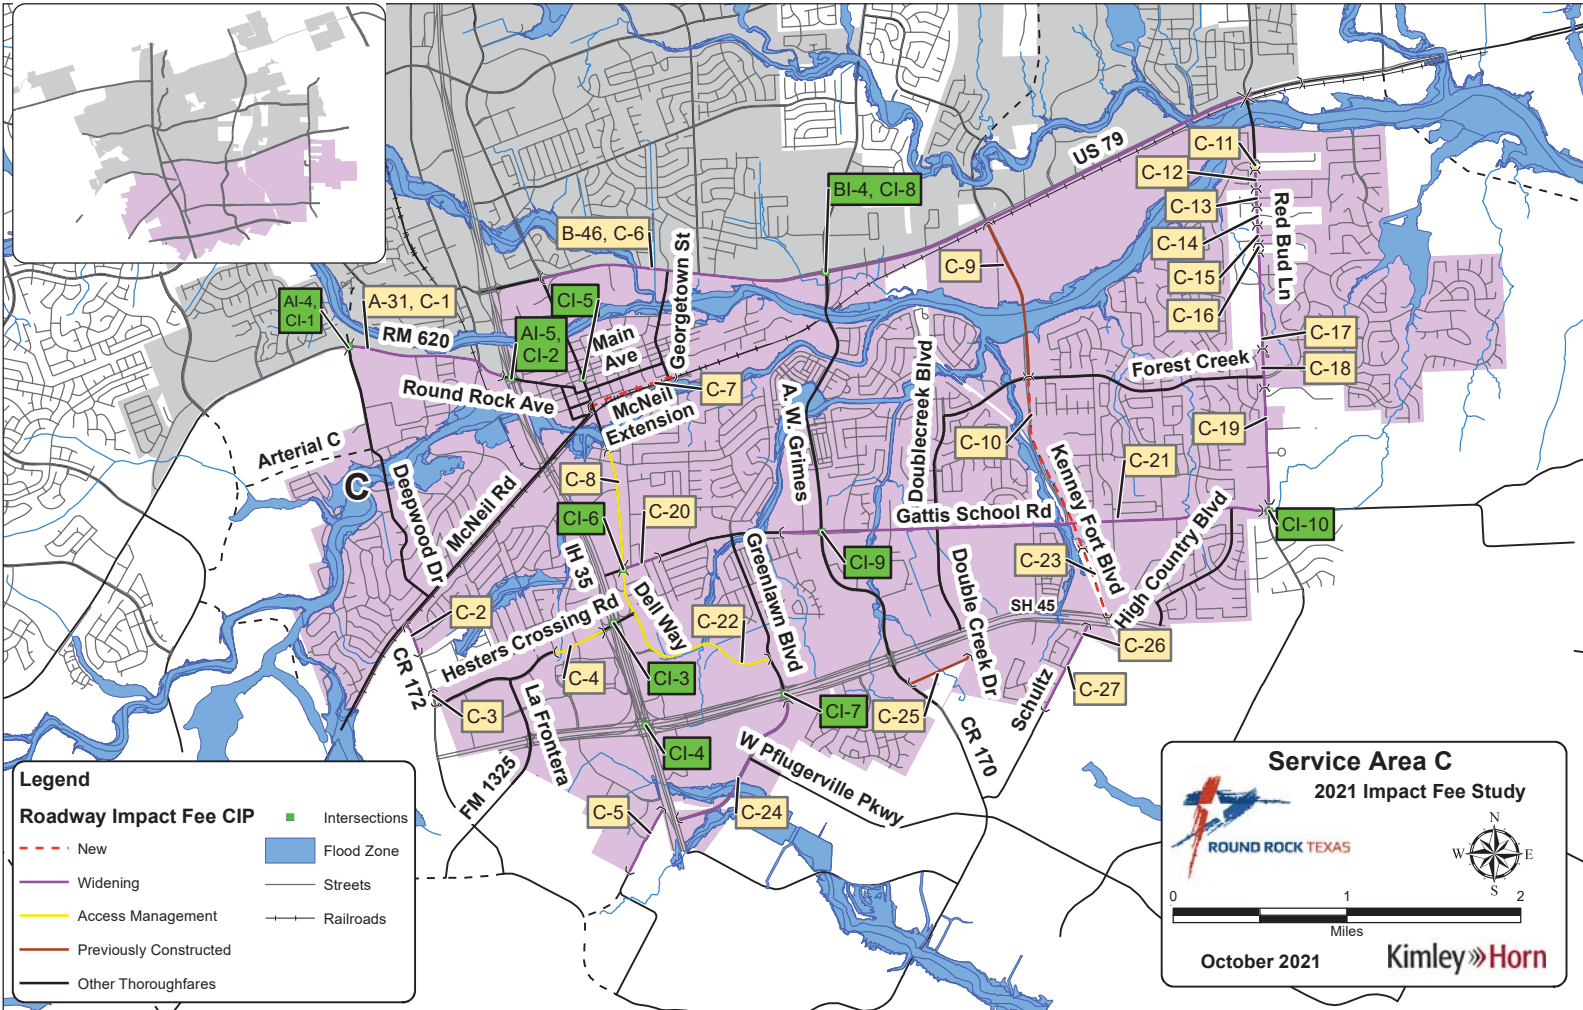 US 79
C-11
C-12
C-13
C-14
C-15
C-16
Red Bud Ln
BI-4, CI-8
B-46, C-6
Georgetown St
C-9
AI-4,
CI-1
A-31, C-1
CI-5
RM 620
AI-5,
CI-2
Main
Ave
C-17
Forest Creek
C-18
Round Rock Ave
McNeil
Extension
C-7
A. W. Grimes
Doublecreek Blvd
C-10
C-19
Arterial C
C
Deepwood Dr
McNeil Rd
C-8
CI-6
C-20
Kenney Fort Blvd
C-21
Gattis School Rd
High Country Blvd
CI-10
IH 35
Greenlawn Blvd
CI-9
Double Creek Dr
C-23
SH 45
C-2
Hesters Crossing Rd
Dell Way
C-22
C-26
CR 172
C-4
CI-3
C-27
C-3
La Frontera
CI-7
C-25
Schultz
CI-4
W Pflugerville Pkwy
CR 170
FM 1325
C-5
C-24
Legend
Roadway Impact Fee CIP
New
Widening
Access Management
Previously Constructed
Other Thoroughfares
Intersections
Flood Zone
Streets
Railroads
Service Area C
2021 Impact Fee Study
ROUND ROCK TEXAS
N
W E
S
0 1 2
Miles
October 2021
Kimley»Horn